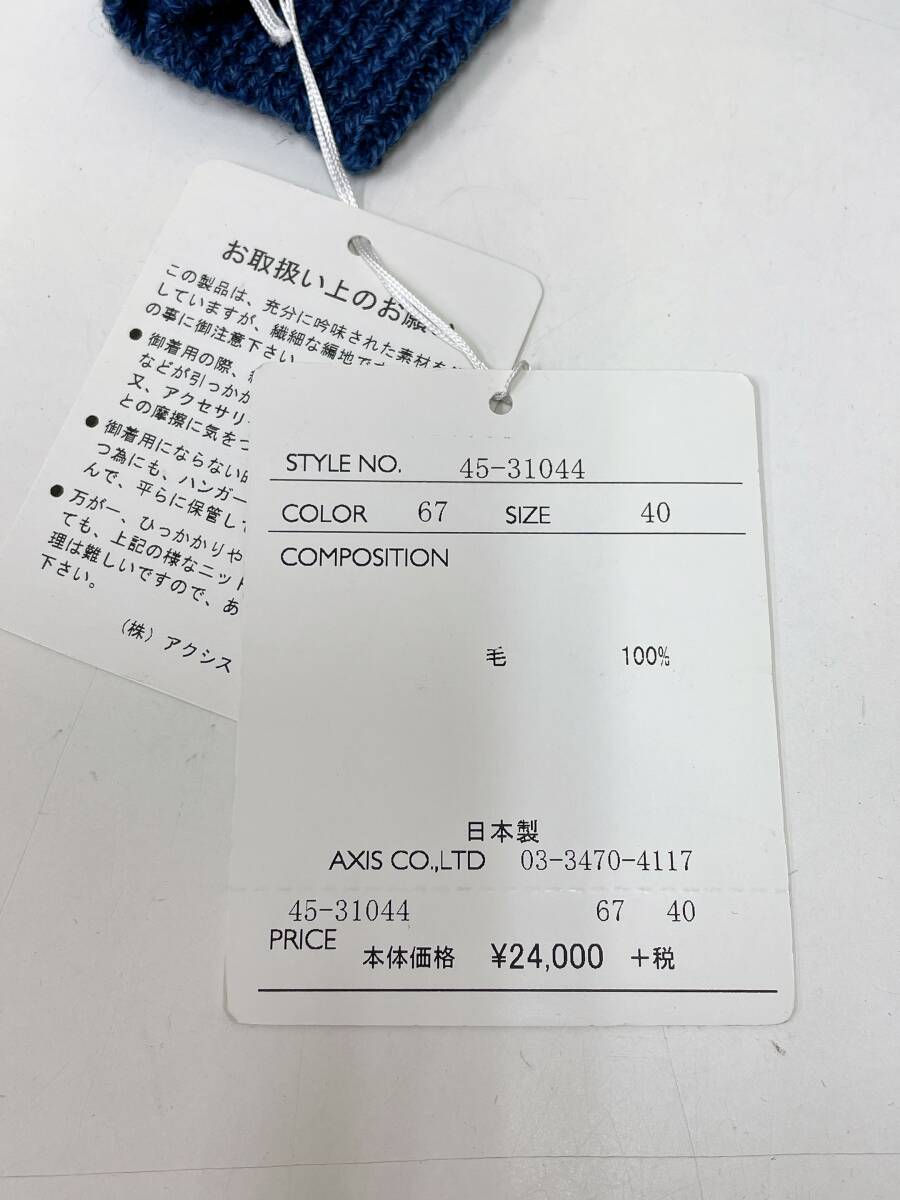 お取扱い上のお願い
この製品は、充分に吟味された素材を
していますが、繊細な編地です
の事に御注意下さい。
● 御着用の際、
などが引っかか
又、アクセサリ
との摩擦に気をつ
● 御着用にならない
つ為にも、ハンガー
んで、平らに保管して
● 万が一、ひっかかりや
ても、上記の様なニット
理は難しいですので、あ
下さい。
(株) アクシス
STYLE NO. 45-31044
COLOR 67 SIZE 40
COMPOSITION
毛 100%
日本製
AXIS CO.,LTD 03-3470-4117
45-31044 67 40
PRICE 本体価格 ¥24,000 +税